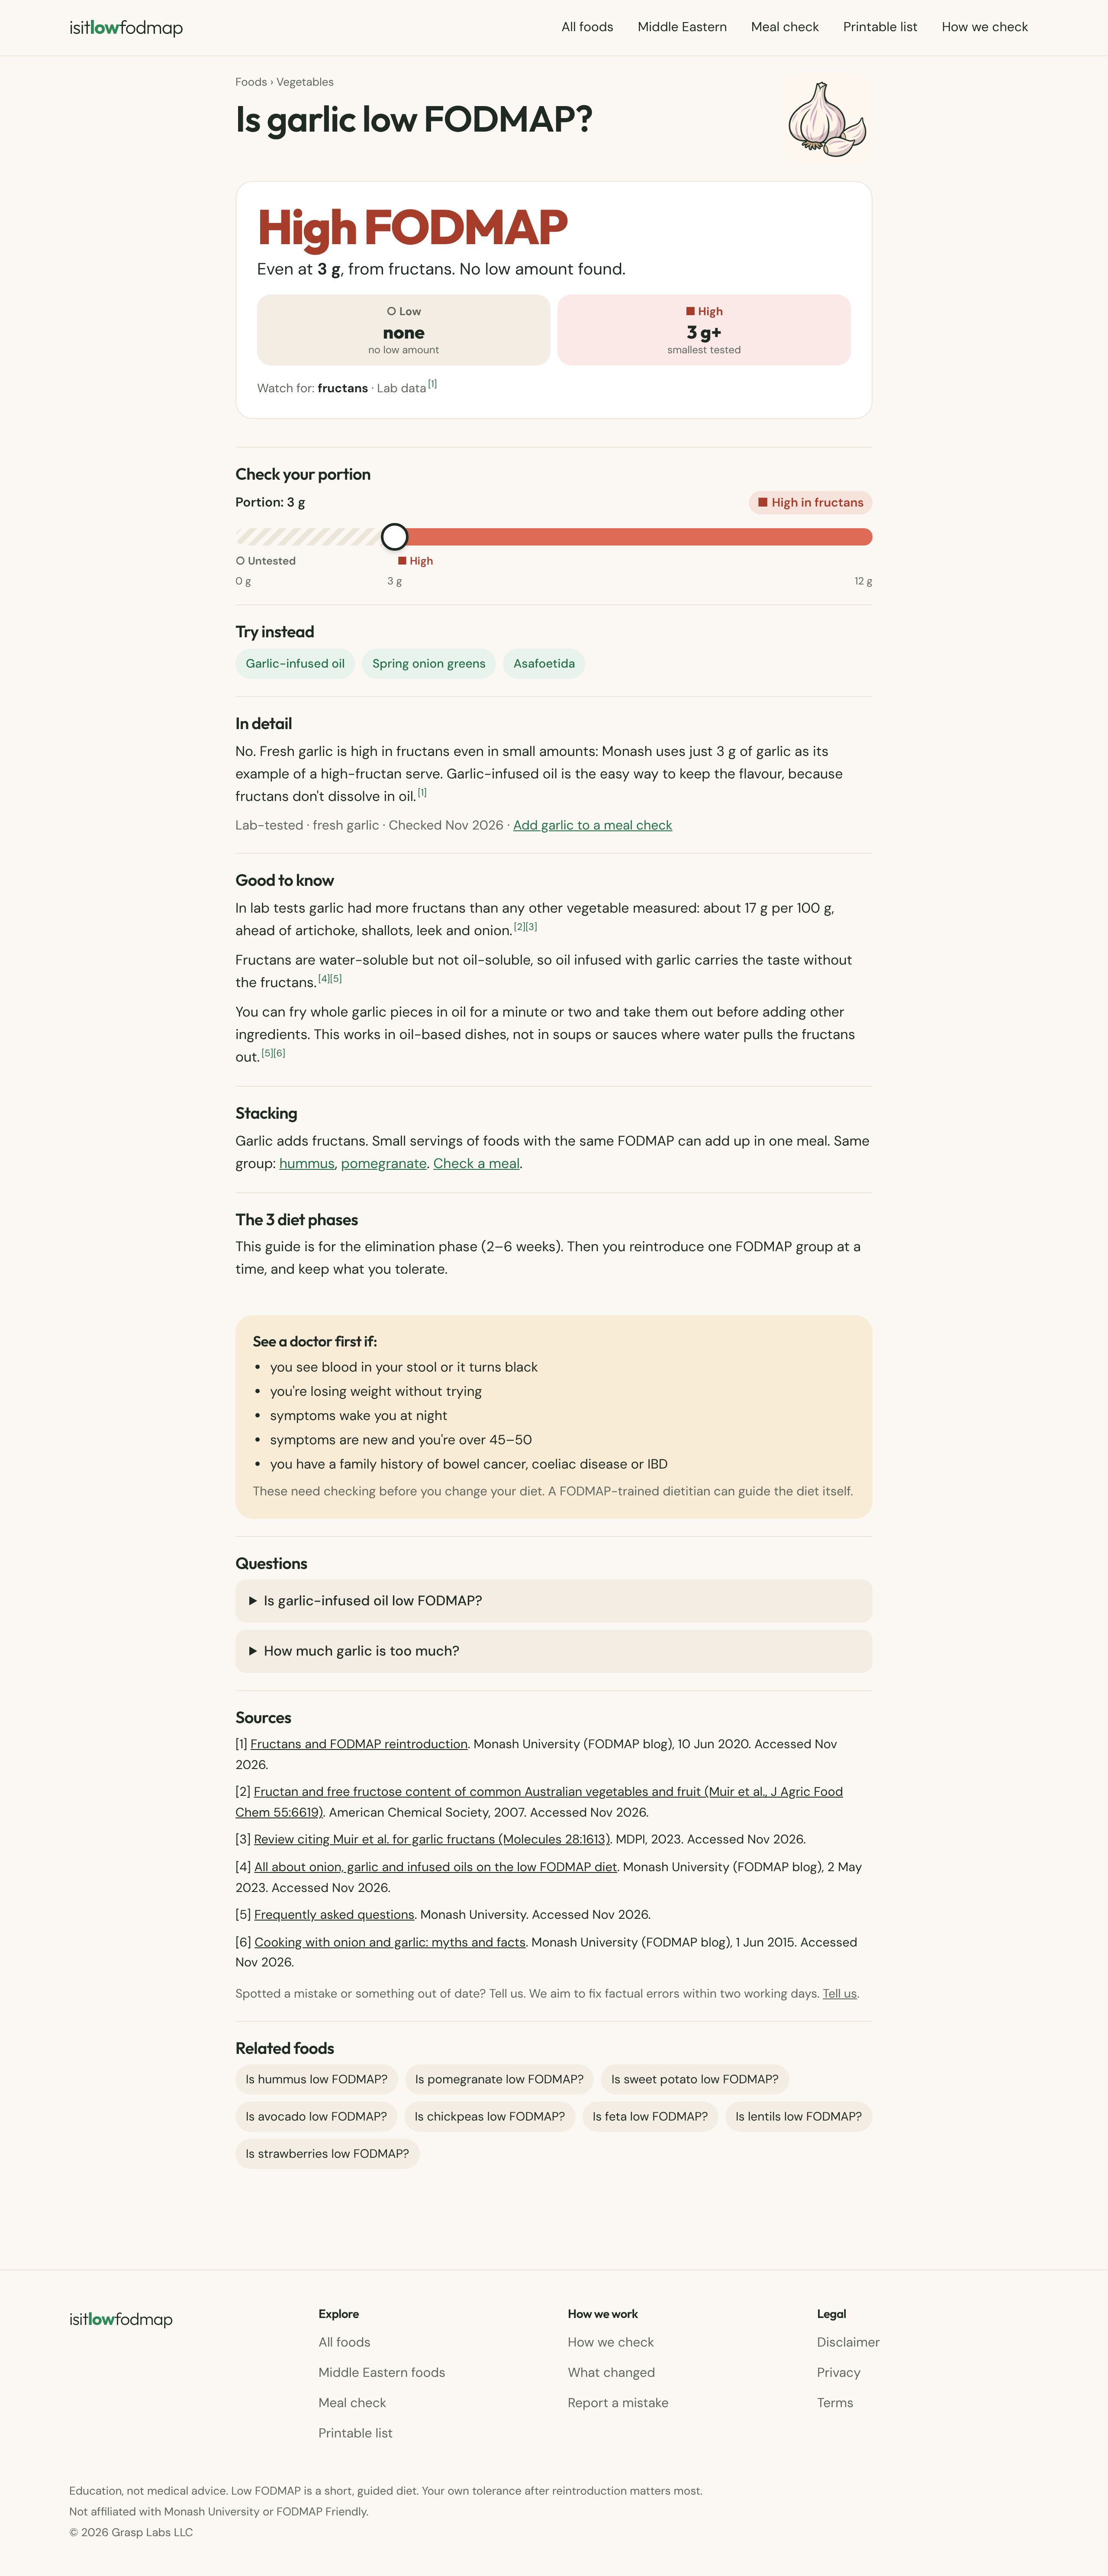 isitlowfodmap
All foods Middle Eastern Meal check Printable list How we check
Foods › Vegetables
Is garlic low FODMAP?
High FODMAP
Even at 3 g, from fructans. No low amount found.
Low
none
no low amount
High
3 g+
smallest tested
Watch for: fructans · Lab data [1]
Check your portion
Portion: 3 g
High in fructans
Untested
High
0 g
3 g
12 g
Try instead
Garlic-infused oil
Spring onion greens
Asafoetida
In detail
No. Fresh garlic is high in fructans even in small amounts: Monash uses just 3 g of garlic as its
example of a high-fructan serve. Garlic-infused oil is the easy way to keep the flavour, because
fructans don't dissolve in oil. [1]
Lab-tested · fresh garlic · Checked Nov 2026 · Add garlic to a meal check
Good to know
In lab tests garlic had more fructans than any other vegetable measured: about 17 g per 100 g,
ahead of artichoke, shallots, leek and onion. [2][3]
Fructans are water-soluble but not oil-soluble, so oil infused with garlic carries the taste without
the fructans. [4][5]
You can fry whole garlic pieces in oil for a minute or two and take them out before adding other
ingredients. This works in oil-based dishes, not in soups or sauces where water pulls the fructans
out. [5][6]
Stacking
Garlic adds fructans. Small servings of foods with the same FODMAP can add up in one meal. Same
group: hummus, pomegranate. Check a meal.
The 3 diet phases
This guide is for the elimination phase (2–6 weeks). Then you reintroduce one FODMAP group at a
time, and keep what you tolerate.
See a doctor first if:
• you see blood in your stool or it turns black
• you're losing weight without trying
• symptoms wake you at night
• symptoms are new and you're over 45–50
• you have a family history of bowel cancer, coeliac disease or IBD
These need checking before you change your diet. A FODMAP-trained dietitian can guide the diet itself.
Questions
Is garlic-infused oil low FODMAP?
How much garlic is too much?
Sources
[1] Fructans and FODMAP reintroduction. Monash University (FODMAP blog), 10 Jun 2020. Accessed Nov
2026.
[2] Fructan and free fructose content of common Australian vegetables and fruit (Muir et al., J Agric Food
Chem 55:6619). American Chemical Society, 2007. Accessed Nov 2026.
[3] Review citing Muir et al. for garlic fructans (Molecules 28:1613). MDPI, 2023. Accessed Nov 2026.
[4] All about onion, garlic and infused oils on the low FODMAP diet. Monash University (FODMAP blog), 2 May
2023. Accessed Nov 2026.
[5] Frequently asked questions. Monash University. Accessed Nov 2026.
[6] Cooking with onion and garlic: myths and facts. Monash University (FODMAP blog), 1 Jun 2015. Accessed
Nov 2026.
Spotted a mistake or something out of date? Tell us. We aim to fix factual errors within two working days. Tell us.
Related foods
Is hummus low FODMAP? Is pomegranate low FODMAP? Is sweet potato low FODMAP?
Is avocado low FODMAP? Is chickpeas low FODMAP? Is feta low FODMAP? Is lentils low FODMAP?
Is strawberries low FODMAP?
isitlowfodmap
Explore
All foods
Middle Eastern foods
Meal check
Printable list
How we work
How we check
What changed
Report a mistake
Legal
Disclaimer
Privacy
Terms
Education, not medical advice. Low FODMAP is a short, guided diet. Your own tolerance after reintroduction matters most.
Not affiliated with Monash University or FODMAP Friendly.
© 2026 Grasp Labs LLC